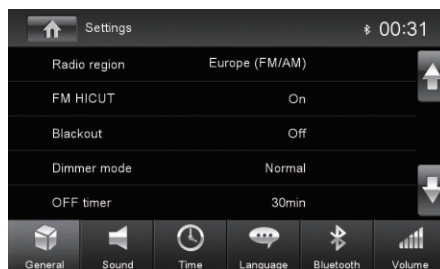 Settings 00:31
Radio region Europe (FM/AM)
FM HICUT On
Blackout Off
Dimmer mode Normal
OFF timer 30min
General Sound Time Language Bluetooth Volume